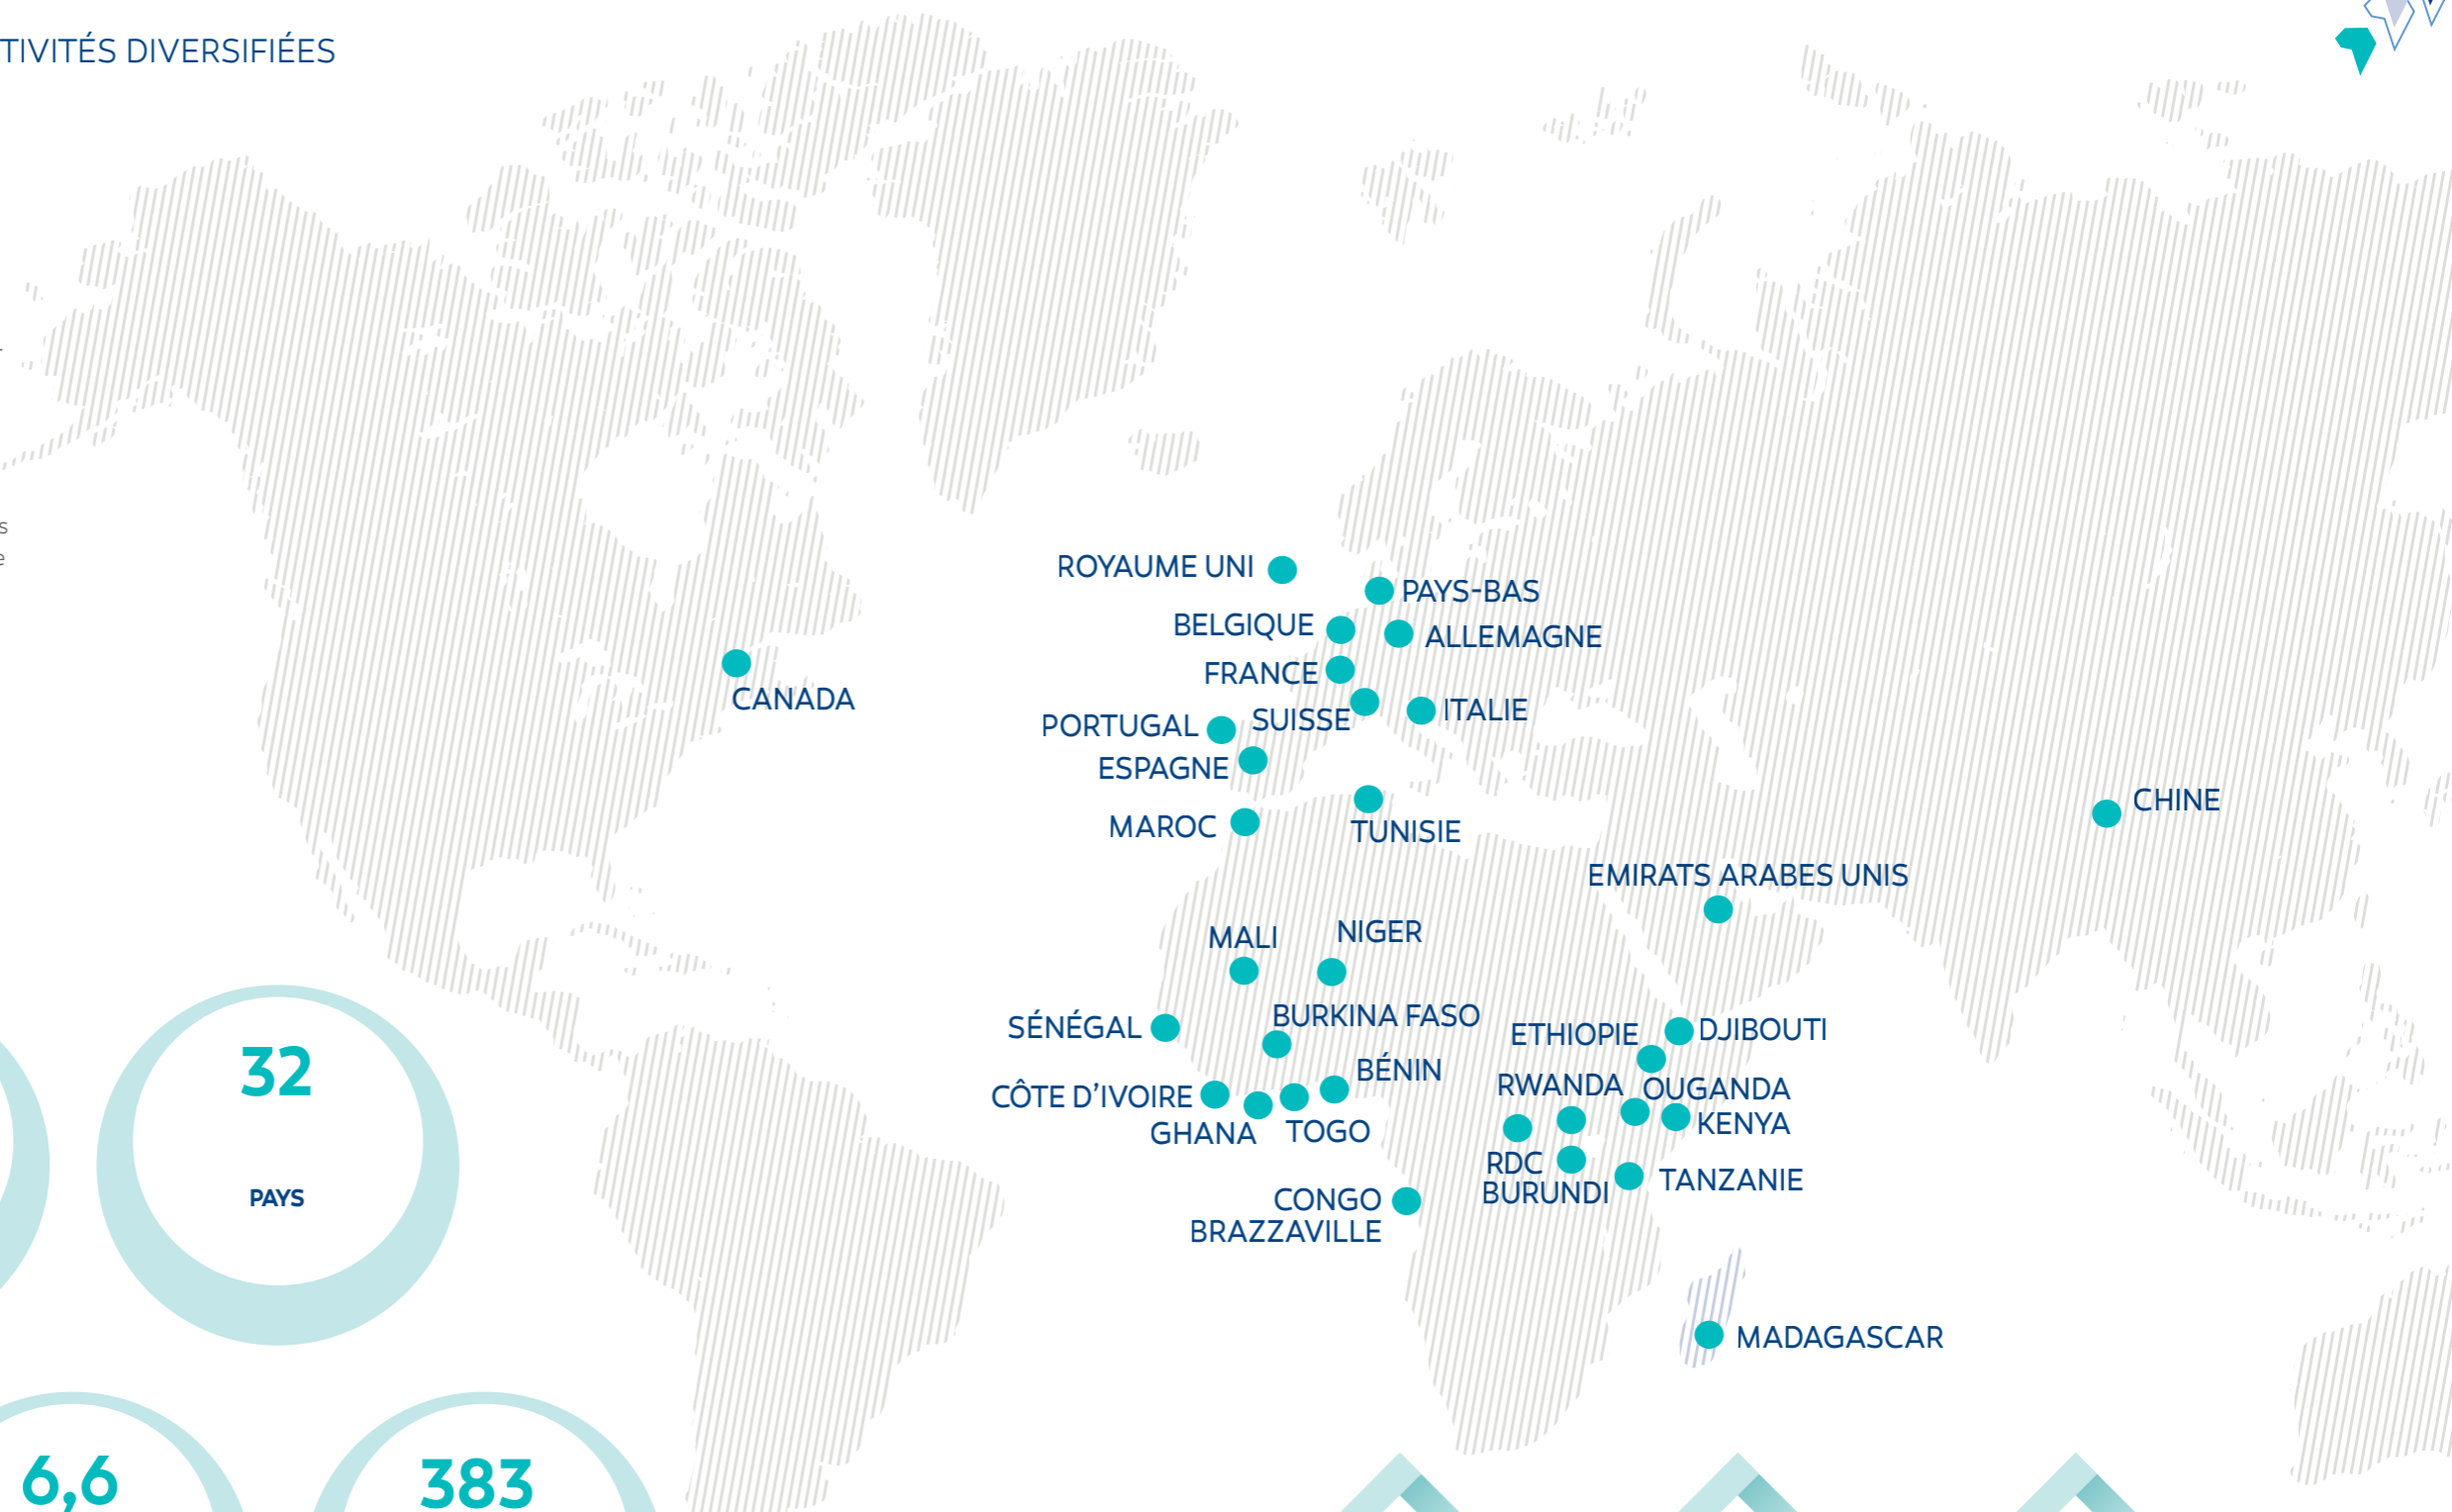 TIVITÉS DIVERSIFIÉES
s
e
ROYAUME UNI
PAYS-BAS
BELGIQUE
ALLEMAGNE
FRANCE
CANADA
SUISSE
ITALIE
PORTUGAL
ESPAGNE
MAROC
TUNISIE
CHINE
EMIRATS ARABES UNIS
MALI
NIGER
SÉNÉGAL
BURKINA FASO
ETHIOPIE
DJIBOUTI
CÔTE D’IVOIRE
BÉNIN
RWANDA
OUGANDA
GHANA
TOGO
KENYA
RDC
BURUNDI
TANZANIE
CONGO
BRAZZAVILLE
MADAGASCAR
32
PAYS
6,6
383